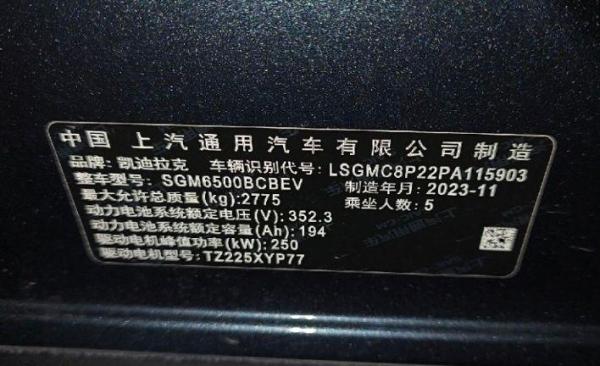 中国 上汽通用汽车有限公司制造
品牌: 凯迪拉克 车辆识别代号: LSGMC8P22PA115903
整车型号: SGM6500BCBEV 制造年月: 2023-11
最大允许总质量(kg): 2775 乘坐人数: 5
动力电池系统额定电压(V): 352.3
动力电池系统额定容量(Ah): 194
驱动电机峰值功率(kW): 250
驱动电机型号: TZ225XYP77